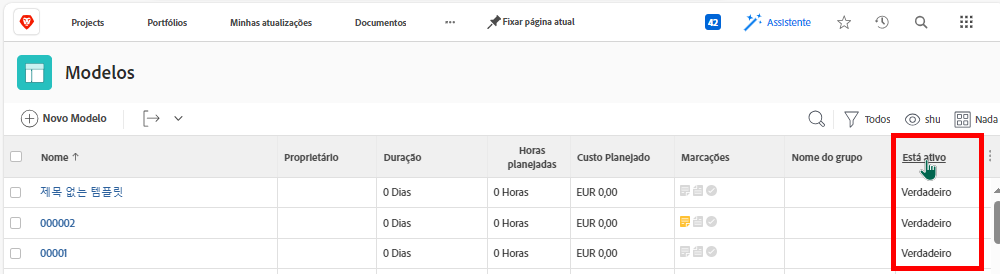 Projects Portfólios Minhas atualizações Documentos Fixar página atual 42 Assistente
Modelos
Novo Modelo Todos shu Nada
Nome Proprietário Duração Horas planejadas Custo Planejado Marcações Nome do grupo Está ativo
제목 없는 템플릿 0 Dias 0 Horas EUR 0,00 Verdadeiro
000002 0 Dias 0 Horas EUR 0,00 Verdadeiro
00001 0 Dias 0 Horas EUR 0,00 Verdadeiro